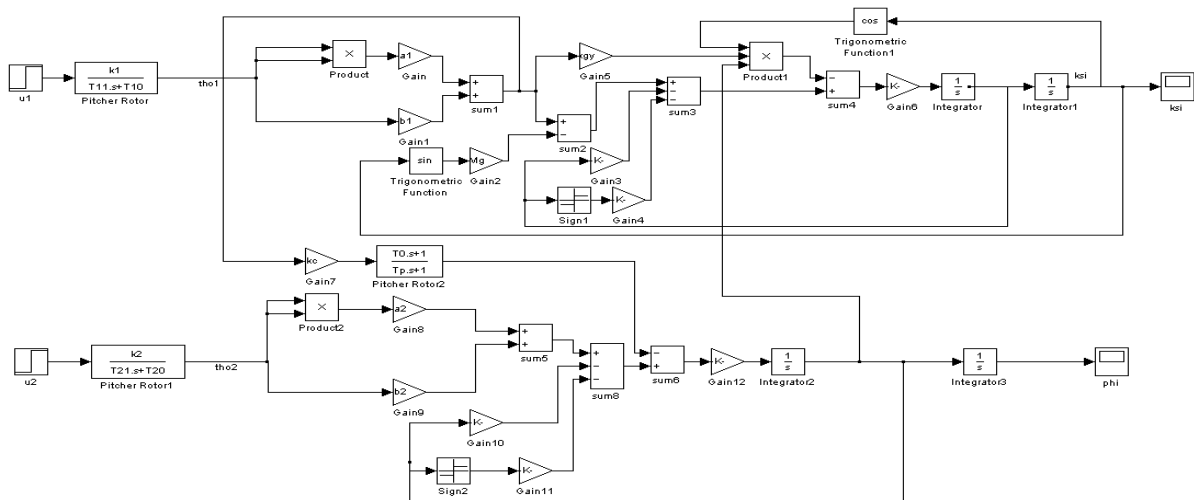 cos
Trigonometric
Function1
k1
T11.s+T10
Pitcher Rotor
u1
tho1
×
Product
a1
Gain
+
+
sum1
b1
Gain1
kgy
Gain5
×
Product1
−
+
sum4
K-
Gain6
1
s
Integrator
1
s
Integrator1
ksi
ksi
+
−
−
sum3
+
−
sum2
sin
Trigonometric
Function
Mg
Gain2
K-
Gain3
Sign1
K-
Gain4
kc
Gain7
T0.s+1
Tp.s+1
Pitcher Rotor2
×
Product2
a2
Gain8
+
+
sum5
k2
T21.s+T20
Pitcher Rotor1
u2
tho2
b2
Gain9
+
−
−
sum8
−
+
sum6
K-
Gain12
1
s
Integrator2
1
s
Integrator3
phi
K-
Gain10
Sign2
K-
Gain11